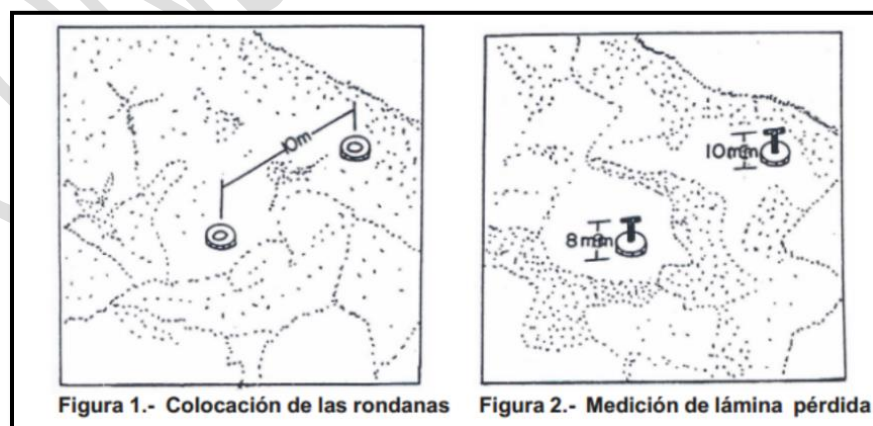 10m
10mm
8mm
Figura 1.- Colocación de las rondanas
Figura 2.- Medición de lámina pérdida